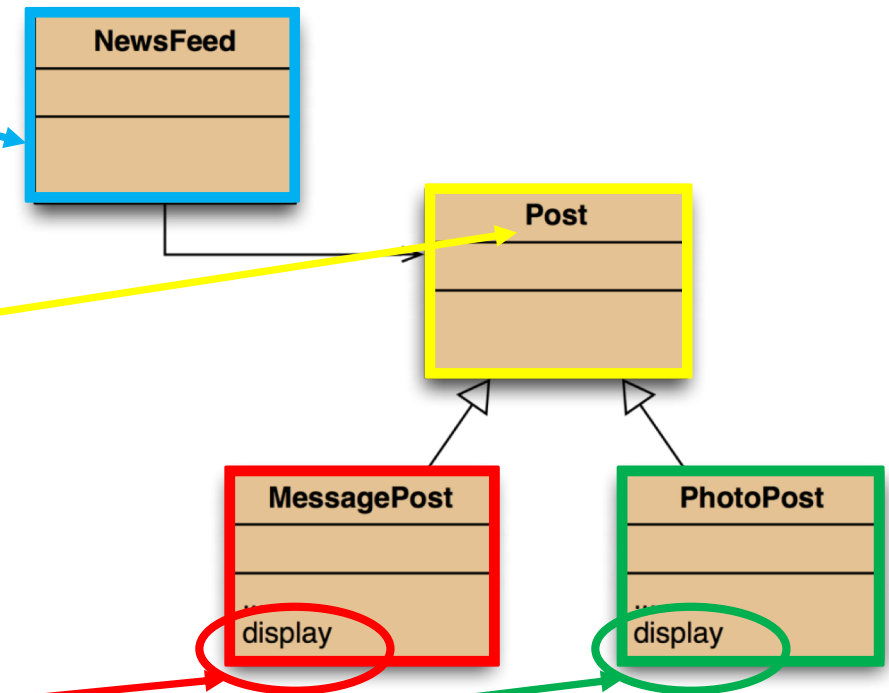 NewsFeed
Post
MessagePost
PhotoPost
...
display
...
display